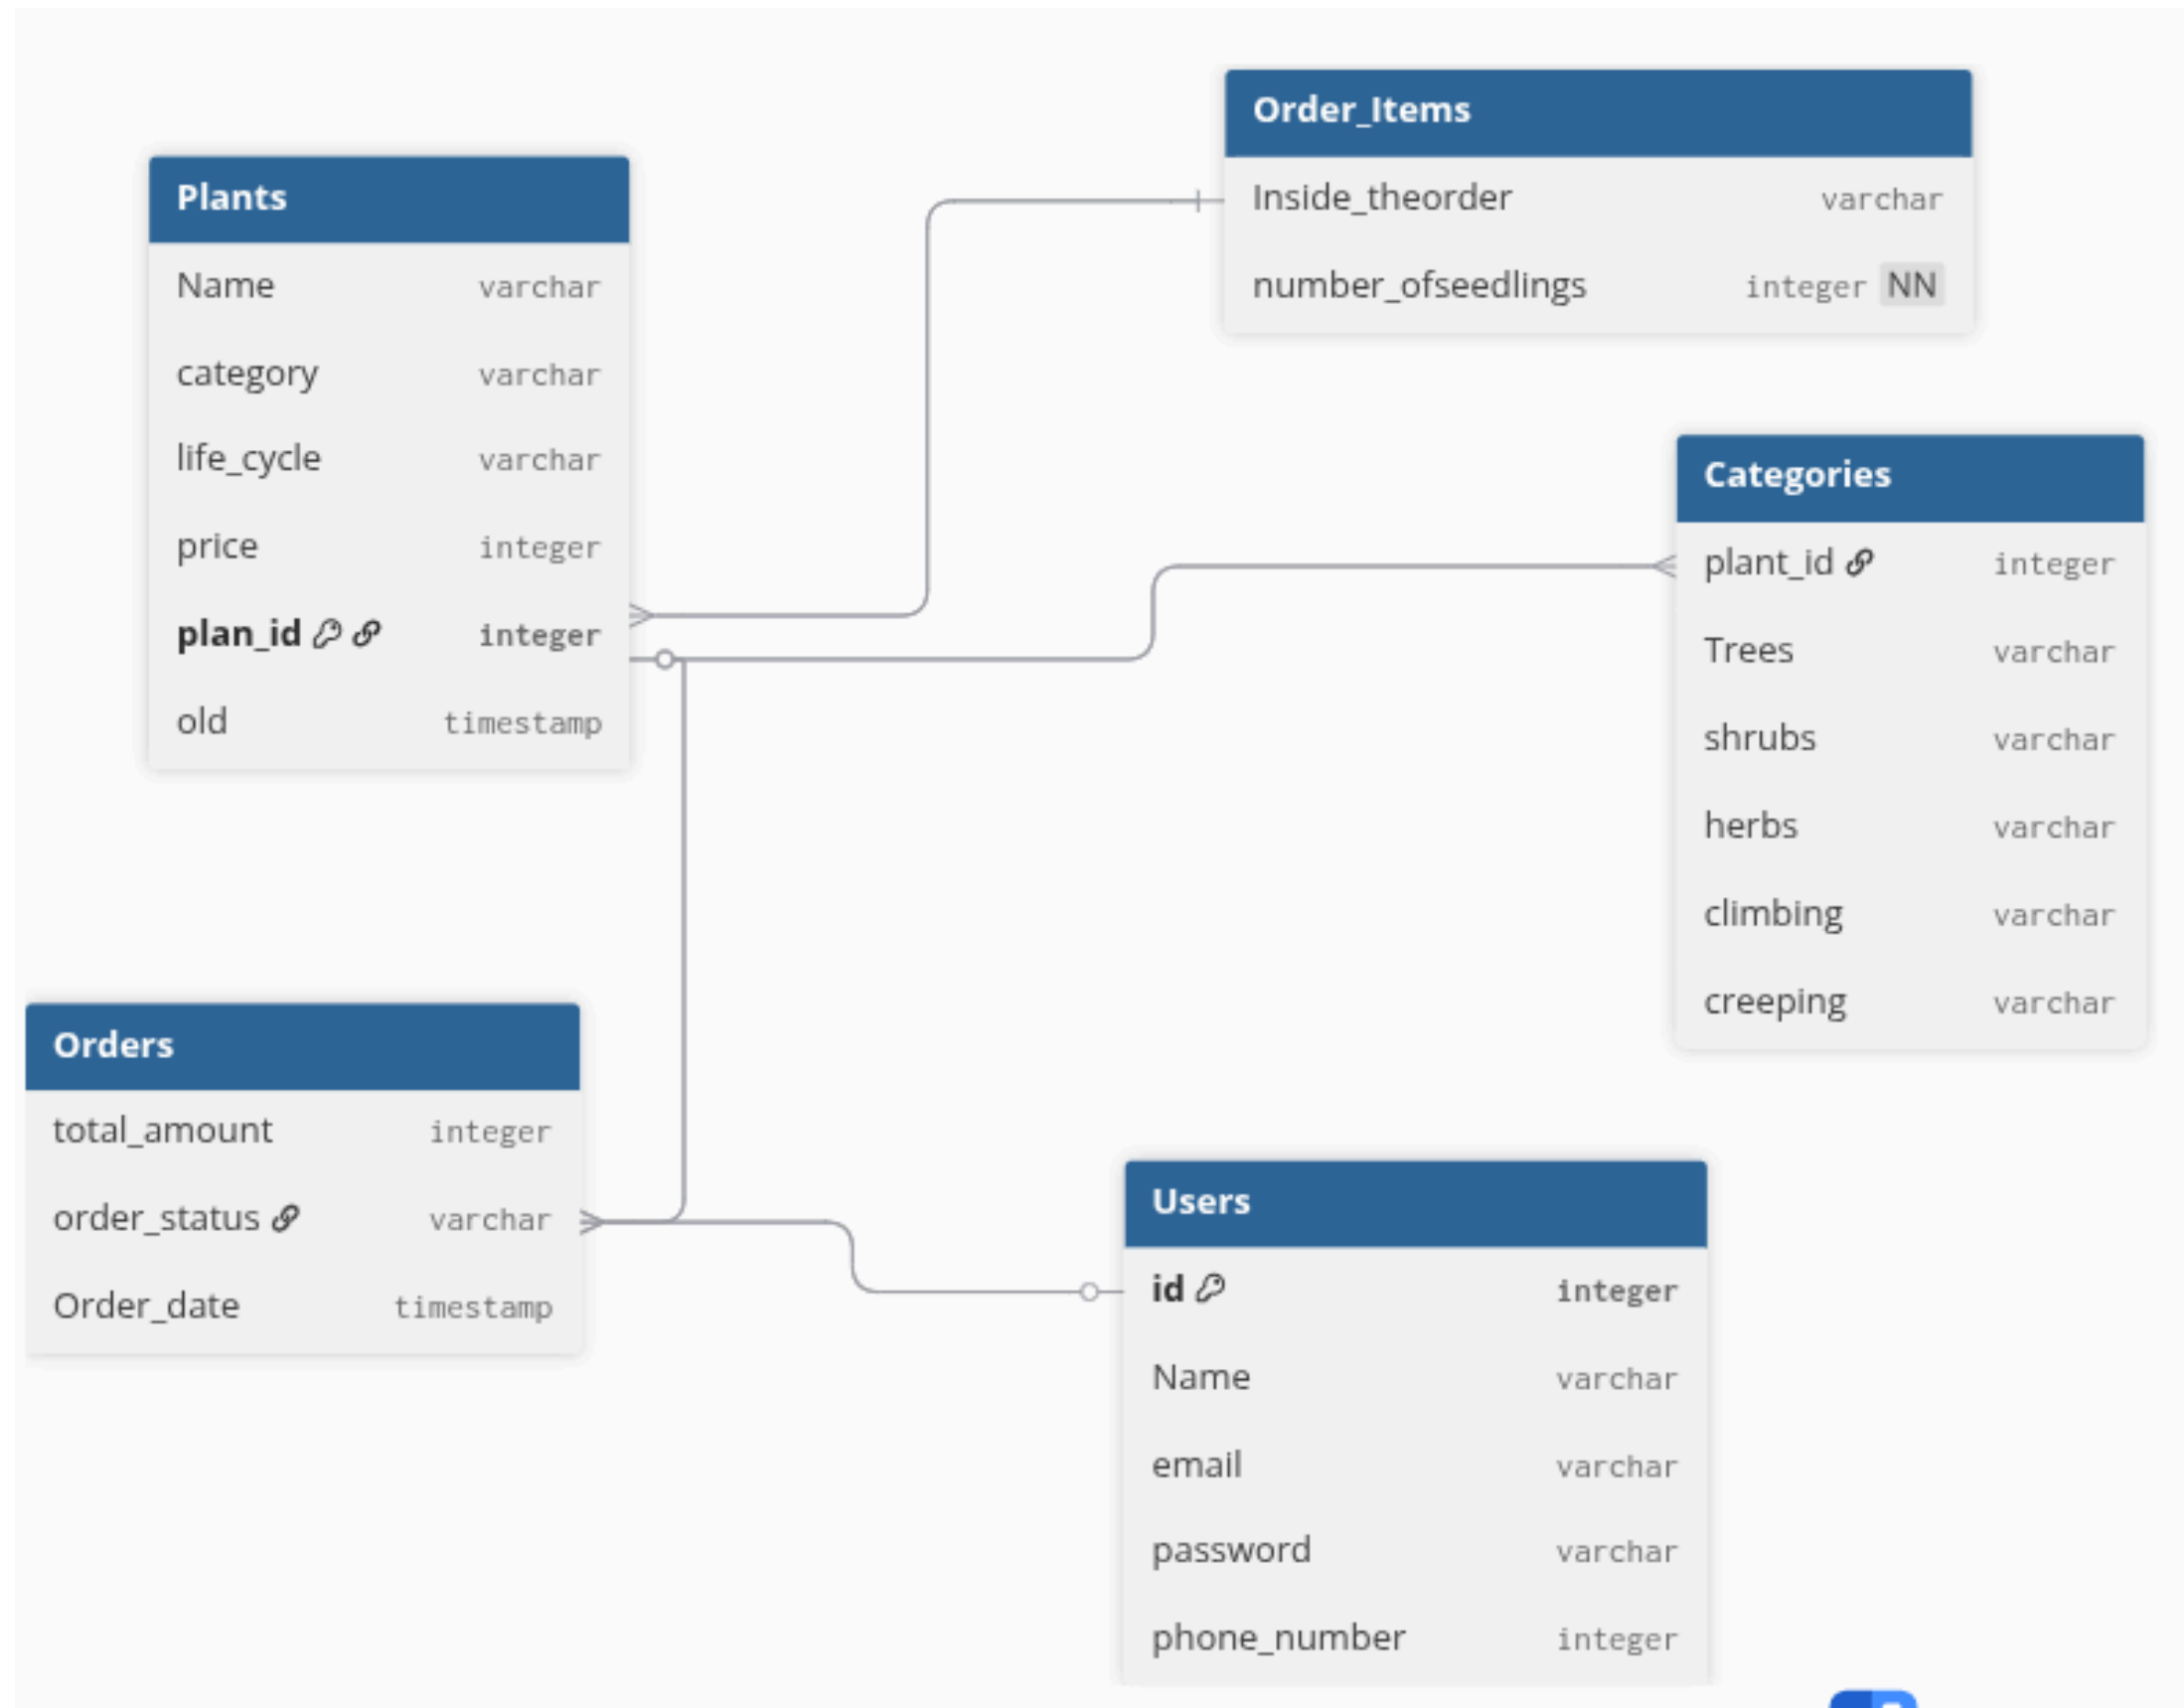 Plants
Name varchar
category varchar
life_cycle varchar
price integer
plan_id integer
old timestamp
Order_Items
Inside_theorder varchar
number_ofseedlings integer NN
Categories
plant_id integer
Trees varchar
shrubs varchar
herbs varchar
climbing varchar
creeping varchar
Orders
total_amount integer
order_status varchar
Order_date timestamp
Users
id integer
Name varchar
email varchar
password varchar
phone_number integer